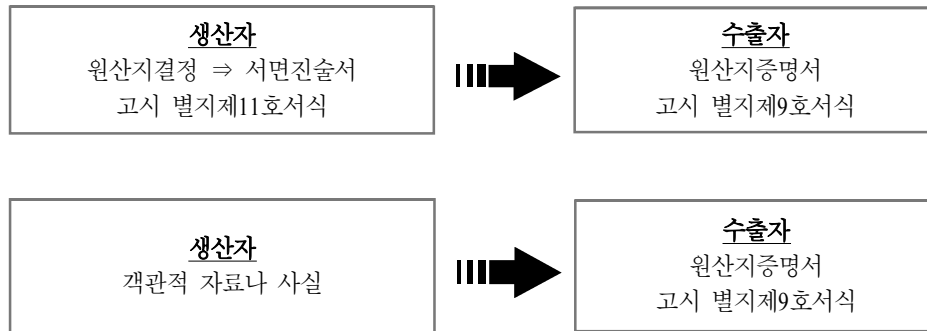 생산자
원산지결정 ⇒ 서면진술서
고시 별지제11호서식
수출자
원산지증명서
고시 별지제9호서식
생산자
객관적 자료나 사실
수출자
원산지증명서
고시 별지제9호서식